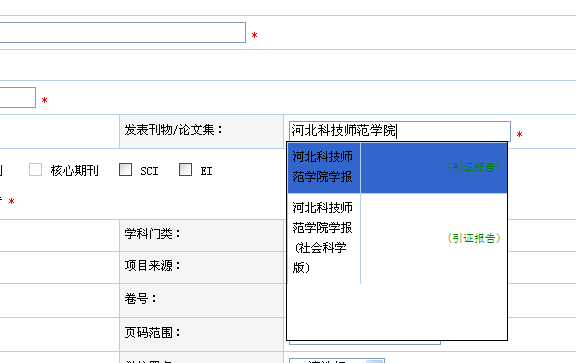 *
*
发表刊物/论文集：
河北科技师范学院
*
核心期刊
SCI
EI
河北科技师
范学院学报
(引证报告)
*
河北科技师
范学院学报
(社会科学
版)
(引证报告)
学科门类：
项目来源：
卷号：
页码范围：